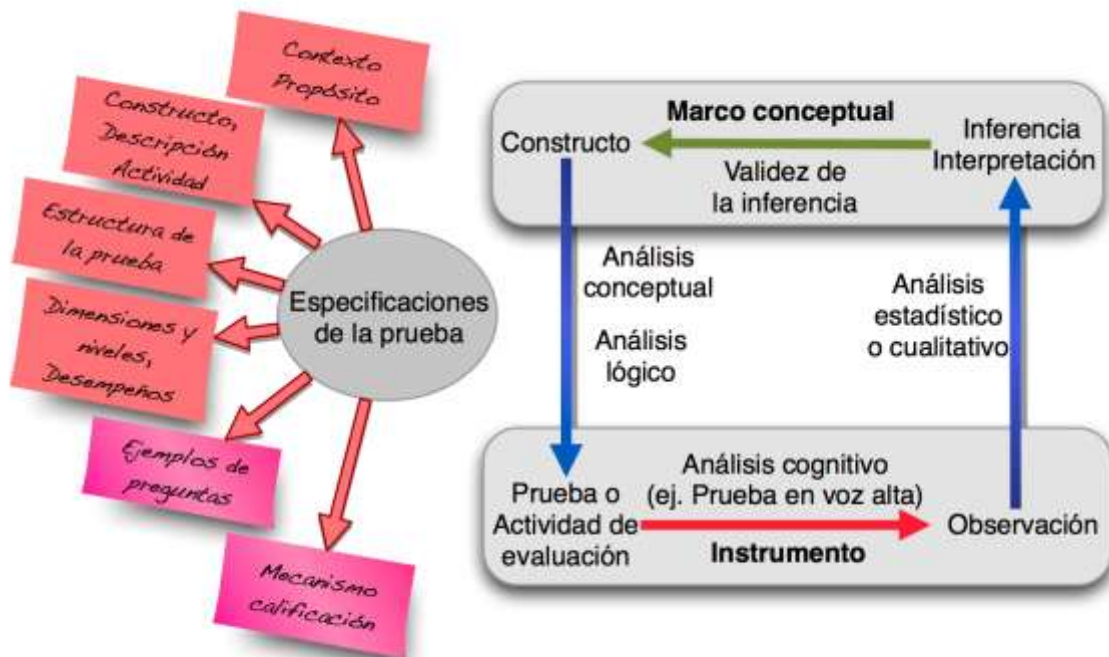 Contexto
Propósito
Constructo,
Descripción
Actividad
Estructura de
la prueba
Dimensiones y
niveles,
Desempeños
Ejemplos de
preguntas
Mecanismo
calificación
Especificaciones
de la prueba
Marco conceptual
Constructo
Inferencia
Interpretación
Validez de
la inferencia
Análisis
conceptual
Análisis
lógico
Análisis
estadístico
o cualitativo
Análisis cognitivo
(ej. Prueba en voz alta)
Prueba o
Actividad de
evaluación
Observación
Instrumento